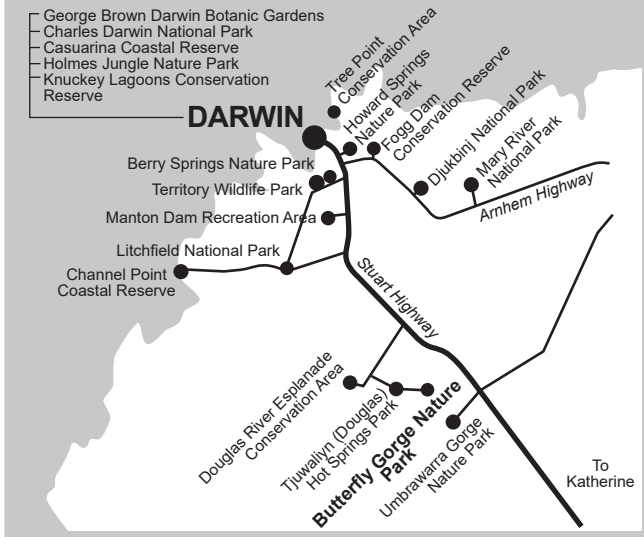 George Brown Darwin Botanic Gardens
Charles Darwin National Park
Casuarina Coastal Reserve
Holmes Jungle Nature Park
Knuckey Lagoons Conservation
Reserve
DARWIN
Tree Point
Conservation Area
Howard Springs
Nature Park
Fogg Dam
Conservation Reserve
Djukbinj National Park
Mary River
National Park
Arnhem Highway
Berry Springs Nature Park
Territory Wildlife Park
Manton Dam Recreation Area
Litchfield National Park
Channel Point
Coastal Reserve
Stuart Highway
Douglas River Esplanade
Conservation Area
Tjuwaliyn (Douglas)
Hot Springs Park
Butterfly Gorge Nature
Park
Umbrawarra Gorge
Nature Park
To
Katherine